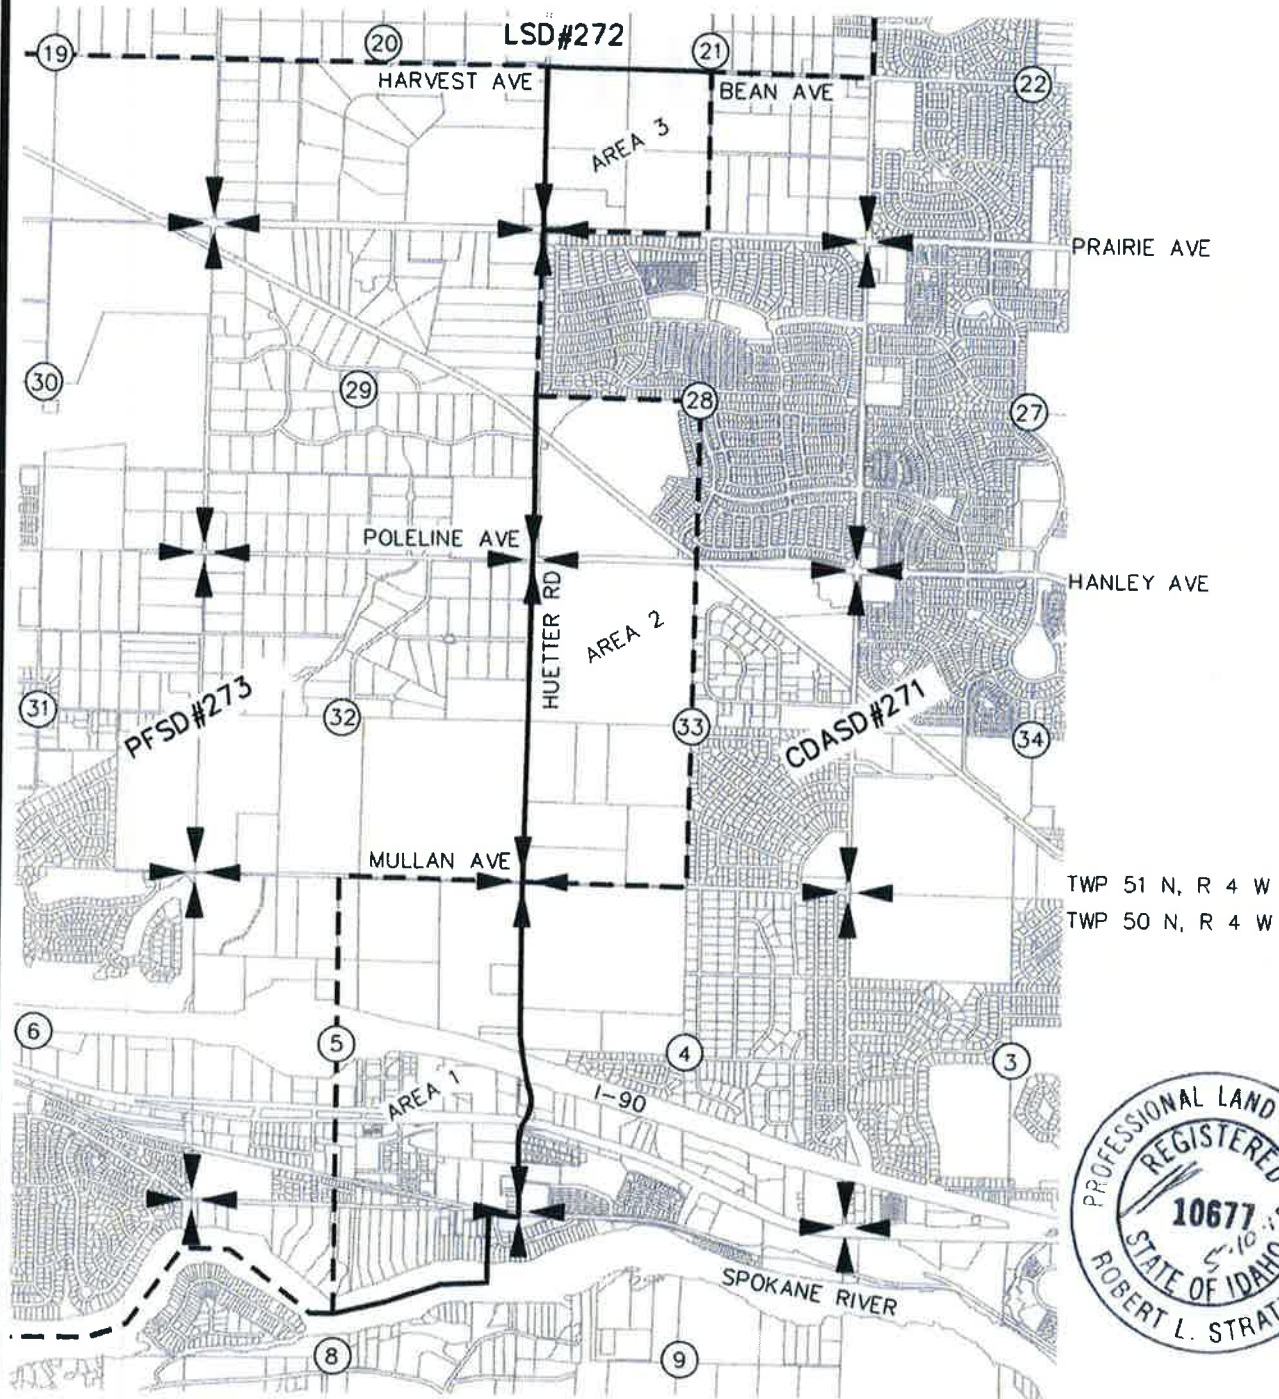 LSD#272
19
20
21
HARVEST AVE
BEAN AVE
22
AREA 3
PRAIRIE AVE
30
29
28
27
POLELINE AVE
HANLEY AVE
HUETTER RD
AREA 2
31
PFSD#273
32
33
CDASD#271
34
MULLAN AVE
TWP 51 N, R 4 W
TWP 50 N, R 4 W
6
5
4
3
AREA 1
I-90
SPOKANE RIVER
8
9
PROFESSIONAL LAND
REGISTERED
10677
STATE OF IDAHO
ROBERT L. STRAT